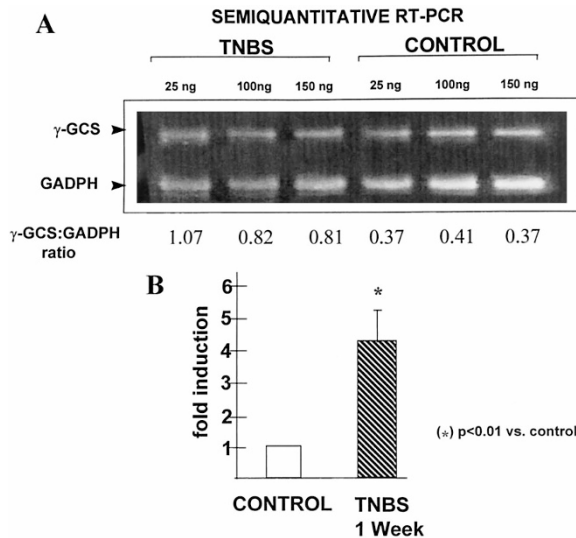 SEMIQUANTITATIVE RT-PCR
A
TNBS CONTROL
25 ng 100ng 150 ng 25 ng 100ng 150 ng
γ-GCS
GADPH
γ-GCS:GADPH
ratio
1.07 0.82 0.81 0.37 0.41 0.37
B
fold induction
6
5
4
3
2
1
*
(*) p<0.01 vs. control
CONTROL TNBS
1 Week